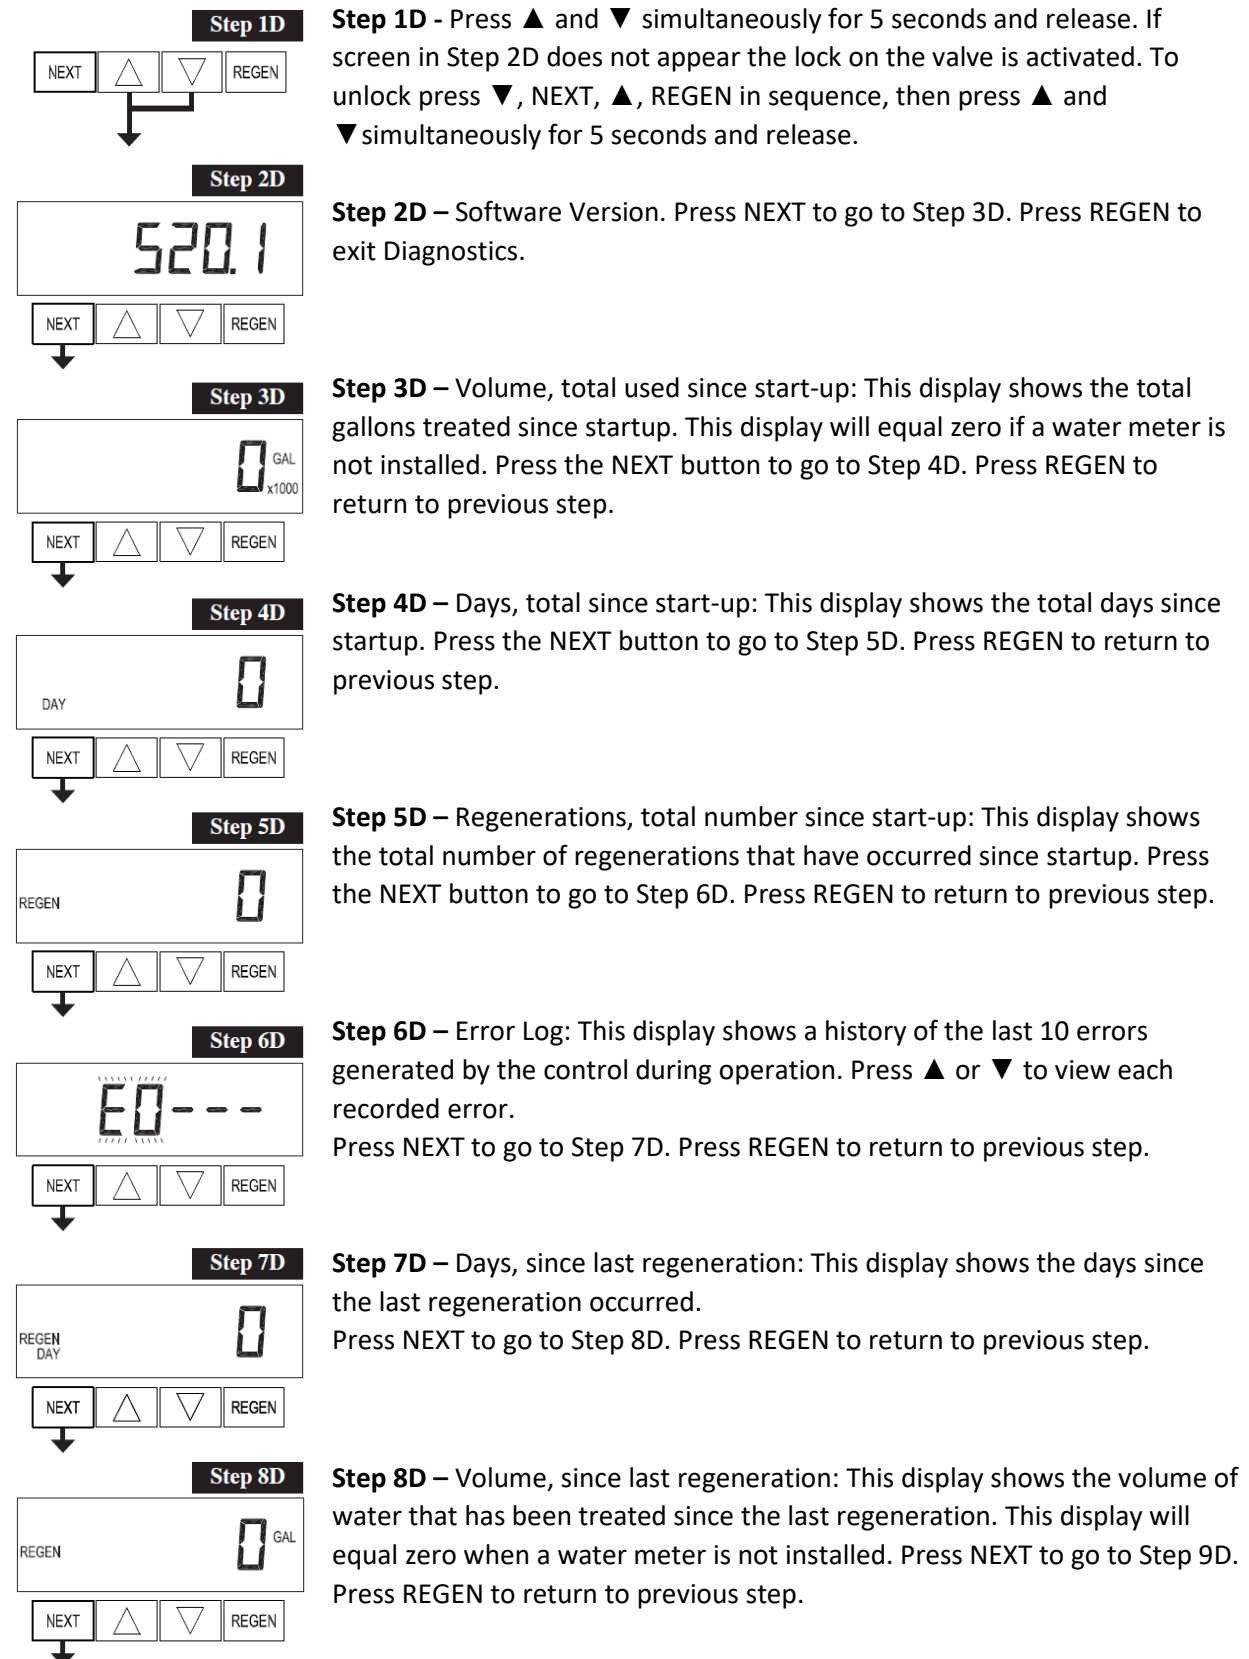 Step 1D
NEXT △ ▽ REGEN
Step 1D - Press ▲ and ▼ simultaneously for 5 seconds and release. If
screen in Step 2D does not appear the lock on the valve is activated. To
unlock press ▼, NEXT, ▲, REGEN in sequence, then press ▲ and
▼simultaneously for 5 seconds and release.
Step 2D
520.1
NEXT △ ▽ REGEN
Step 2D – Software Version. Press NEXT to go to Step 3D. Press REGEN to
exit Diagnostics.
Step 3D
0 GAL
x1000
NEXT △ ▽ REGEN
Step 3D – Volume, total used since start-up: This display shows the total
gallons treated since startup. This display will equal zero if a water meter is
not installed. Press the NEXT button to go to Step 4D. Press REGEN to
return to previous step.
Step 4D
DAY 0
NEXT △ ▽ REGEN
Step 4D – Days, total since start-up: This display shows the total days since
startup. Press the NEXT button to go to Step 5D. Press REGEN to return to
previous step.
Step 5D
REGEN 0
NEXT △ ▽ REGEN
Step 5D – Regenerations, total number since start-up: This display shows
the total number of regenerations that have occurred since startup. Press
the NEXT button to go to Step 6D. Press REGEN to return to previous step.
Step 6D
E0---
NEXT △ ▽ REGEN
Step 6D – Error Log: This display shows a history of the last 10 errors
generated by the control during operation. Press ▲ or ▼ to view each
recorded error.
Press NEXT to go to Step 7D. Press REGEN to return to previous step.
Step 7D
REGEN
DAY 0
NEXT △ ▽ REGEN
Step 7D – Days, since last regeneration: This display shows the days since
the last regeneration occurred.
Press NEXT to go to Step 8D. Press REGEN to return to previous step.
Step 8D
REGEN 0 GAL
NEXT △ ▽ REGEN
Step 8D – Volume, since last regeneration: This display shows the volume of
water that has been treated since the last regeneration. This display will
equal zero when a water meter is not installed. Press NEXT to go to Step 9D.
Press REGEN to return to previous step.